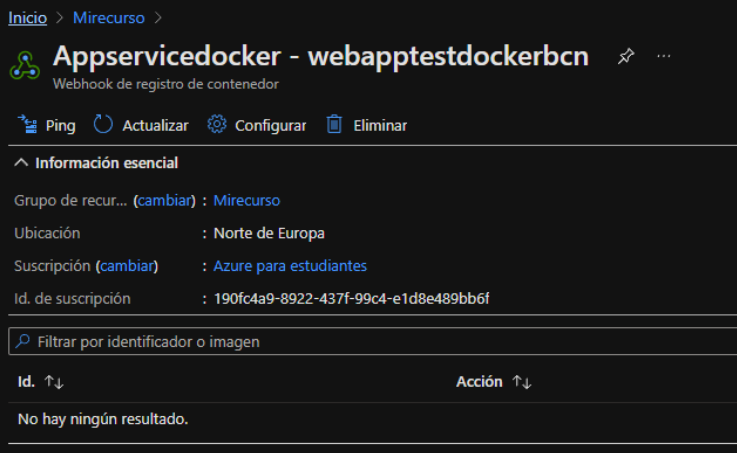 Inicio > Mirecurso >
Appservicedocker - webapptestdockerbcn ...
Webhook de registro de contenedor
Ping Actualizar Configurar Eliminar
Información esencial
Grupo de recur... (cambiar) : Mirecurso
Ubicación : Norte de Europa
Suscripción (cambiar) : Azure para estudiantes
Id. de suscripción : 190fc4a9-8922-437f-99c4-e1d8e489bb6f
Filtrar por identificador o imagen
Id. ↑↓ Acción ↑↓
No hay ningún resultado.